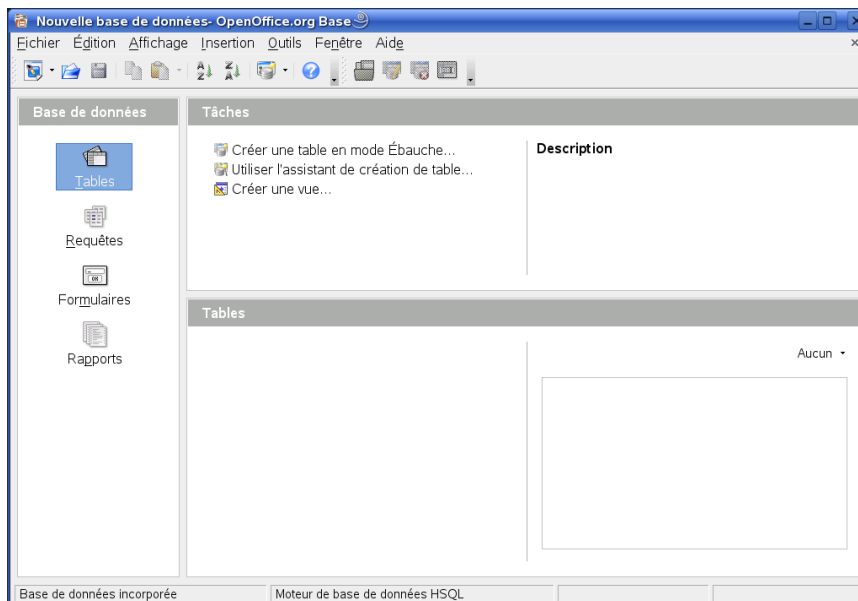 Nouvelle base de données- OpenOffice.org Base
Fichier Édition Affichage Insertion Outils Fenêtre Aide
Base de données
Tâches
Tables
Requêtes
Formulaires
Rapports
Créer une table en mode Ébauche...
Utiliser l'assistant de création de table...
Créer une vue...
Description
Tables
Aucun
Base de données incorporée
Moteur de base de données HSQL